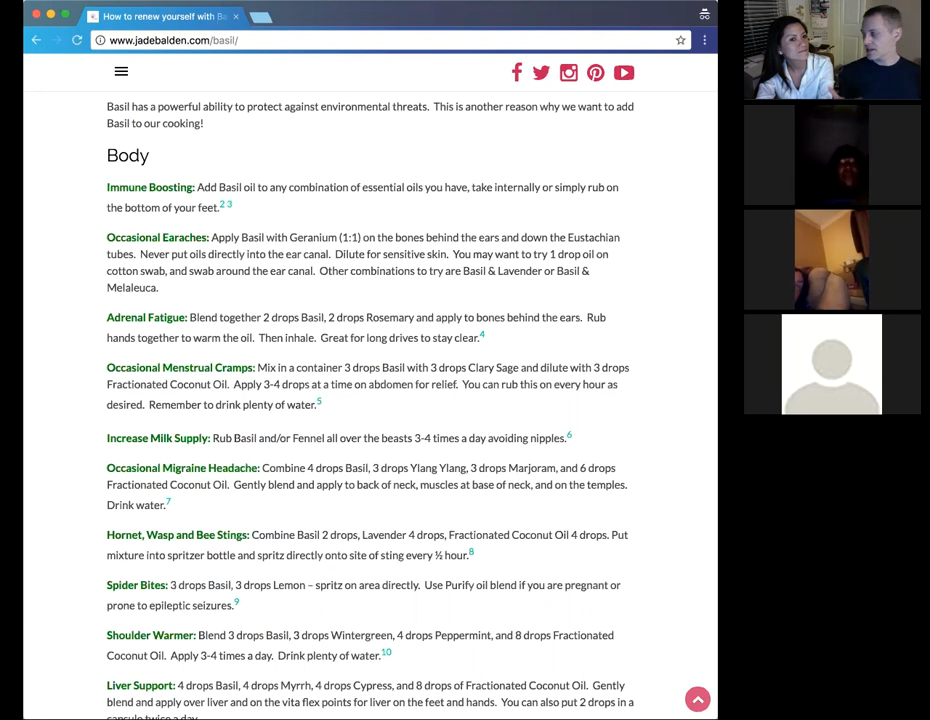 How to renew yourself with Ba
www.jadebalden.com/basil/
Basil has a powerful ability to protect against environmental threats.  This is another reason why we want to add
Basil to our cooking!
Body
Immune Boosting: Add Basil oil to any combination of essential oils you have, take internally or simply rub on
the bottom of your feet.2 3
Occasional Earaches: Apply Basil with Geranium (1:1) on the bones behind the ears and down the Eustachian
tubes.  Never put oils directly into the ear canal.  Dilute for sensitive skin.  You may want to try 1 drop oil on
cotton swab, and swab around the ear canal.  Other combinations to try are Basil & Lavender or Basil &
Melaleuca.
Adrenal Fatigue: Blend together 2 drops Basil, 2 drops Rosemary and apply to bones behind the ears.  Rub
hands together to warm the oil.  Then inhale.  Great for long drives to stay clear.4
Occasional Menstrual Cramps: Mix in a container 3 drops Basil with 3 drops Clary Sage and dilute with 3 drops
Fractionated Coconut Oil.  Apply 3-4 drops at a time on abdomen for relief.  You can rub this on every hour as
desired.  Remember to drink plenty of water.5
Increase Milk Supply: Rub Basil and/or Fennel all over the beasts 3-4 times a day avoiding nipples.6
Occasional Migraine Headache: Combine 4 drops Basil, 3 drops Ylang Ylang, 3 drops Marjoram, and 6 drops
Fractionated Coconut Oil.  Gently blend and apply to back of neck, muscles at base of neck, and on the temples.
Drink water.7
Hornet, Wasp and Bee Stings: Combine Basil 2 drops, Lavender 4 drops, Fractionated Coconut Oil 4 drops.  Put
mixture into spritzer bottle and spritz directly onto site of sting every ½ hour.8
Spider Bites: 3 drops Basil, 3 drops Lemon – spritz on area directly.  Use Purify oil blend if you are pregnant or
prone to epileptic seizures.9
Shoulder Warmer: Blend 3 drops Basil, 3 drops Wintergreen, 4 drops Peppermint, and 8 drops Fractionated
Coconut Oil.  Apply 3-4 times a day.  Drink plenty of water.10
Liver Support: 4 drops Basil, 4 drops Myrrh, 4 drops Cypress, and 8 drops of Fractionated Coconut Oil.  Gently
blend and apply over liver and on the vita flex points for liver on the feet and hands.  You can also put 2 drops in a
capsule twice a day